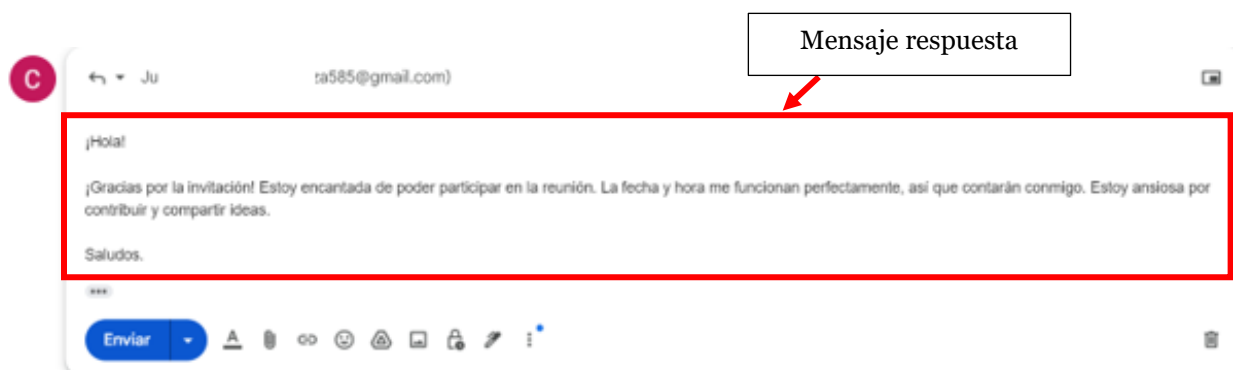 Mensaje respuesta
C
Ju za585@gmail.com)
¡Hola!
¡Gracias por la invitación! Estoy encantada de poder participar en la reunión. La fecha y hora me funcionan perfectamente, así que contarán conmigo. Estoy ansiosa por
contribuir y compartir ideas.
Saludos.
Enviar